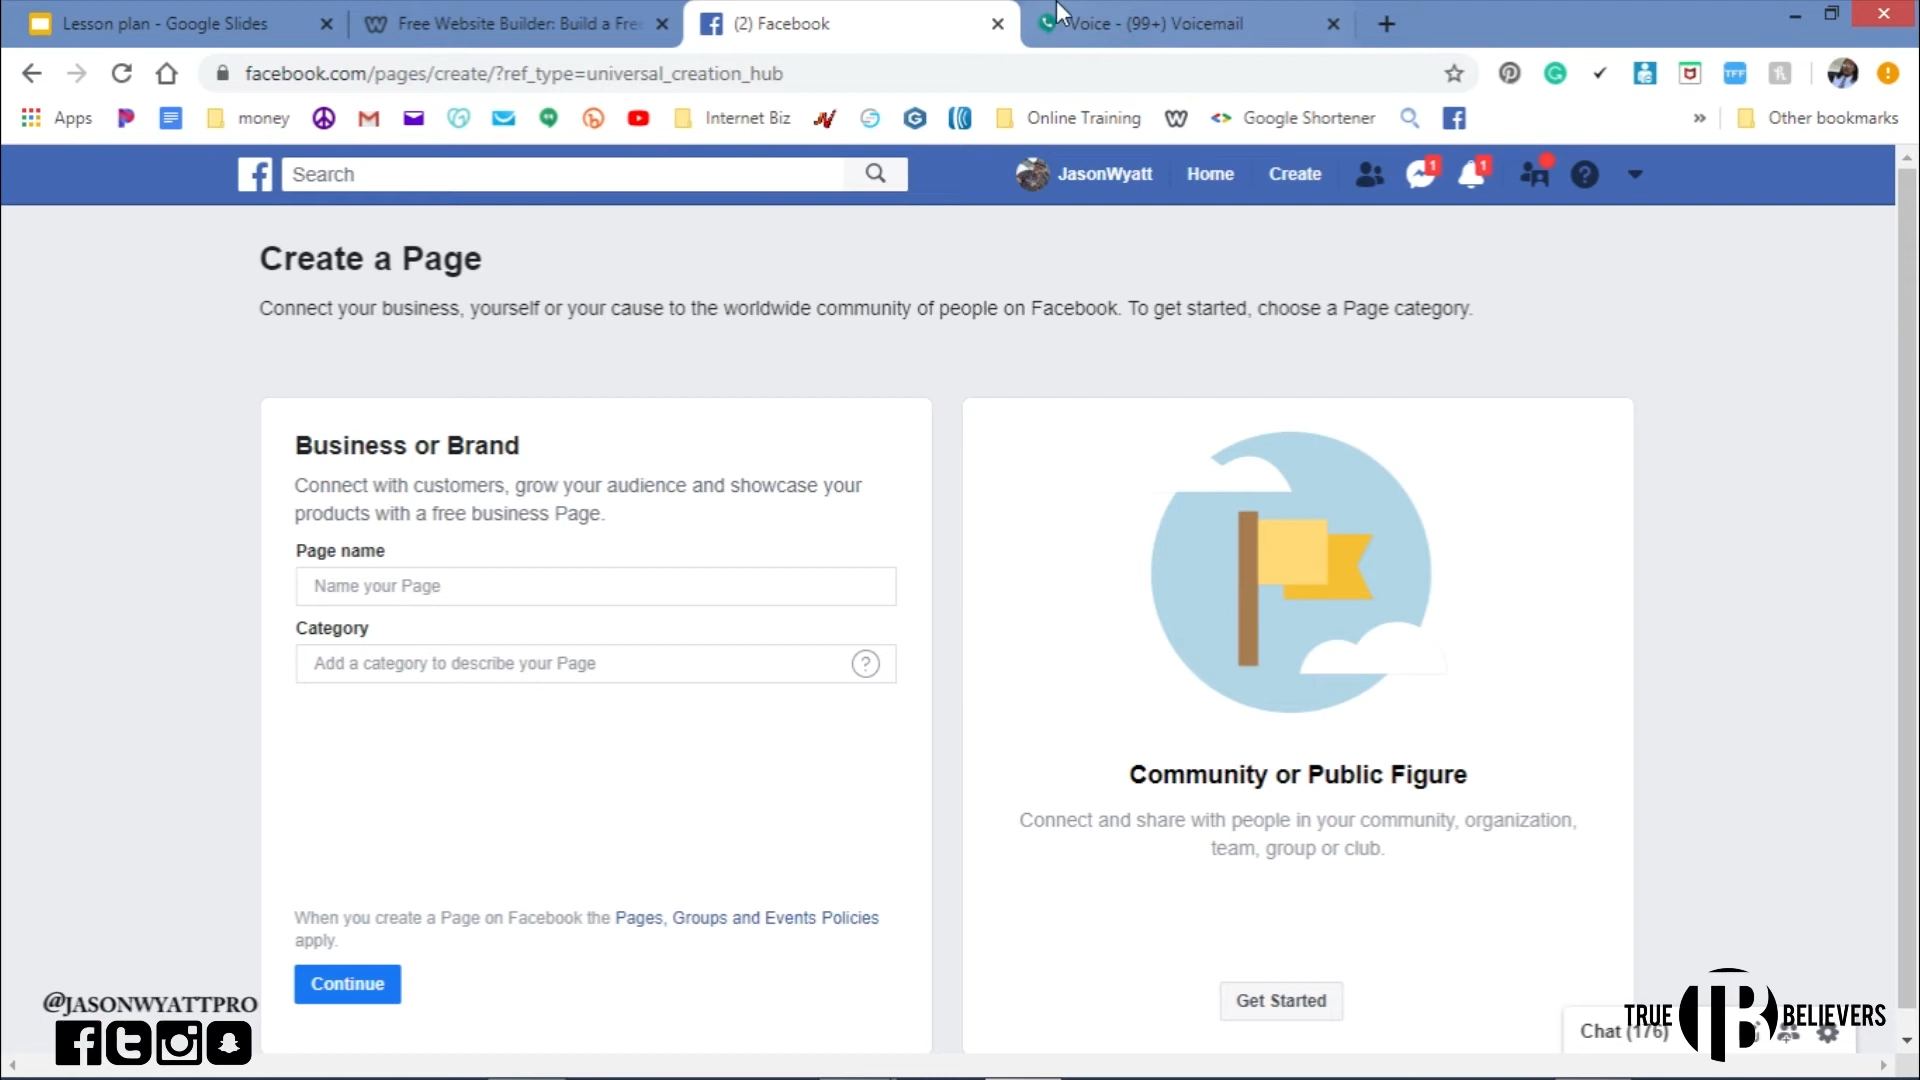 Lesson plan - Google Slides
Free Website Builder: Build a Free
(2) Facebook
Voice - (99+) Voicemail
facebook.com/pages/create/?ref_type=universal_creation_hub
TFF
Apps
money
Internet Biz
Online Training
Google Shortener
Other bookmarks
Search
JasonWyatt
Home
Create
1
1
Create a Page
Connect your business, yourself or your cause to the worldwide community of people on Facebook. To get started, choose a Page category.
Business or Brand
Connect with customers, grow your audience and showcase your
products with a free business Page.
Page name
Name your Page
Category
Add a category to describe your Page
When you create a Page on Facebook the Pages, Groups and Events Policies
apply.
Continue
Community or Public Figure
Connect and share with people in your community, organization,
team, group or club.
Get Started
Chat (176)
@JASONWYATTPRO
TRUE B BELIEVERS